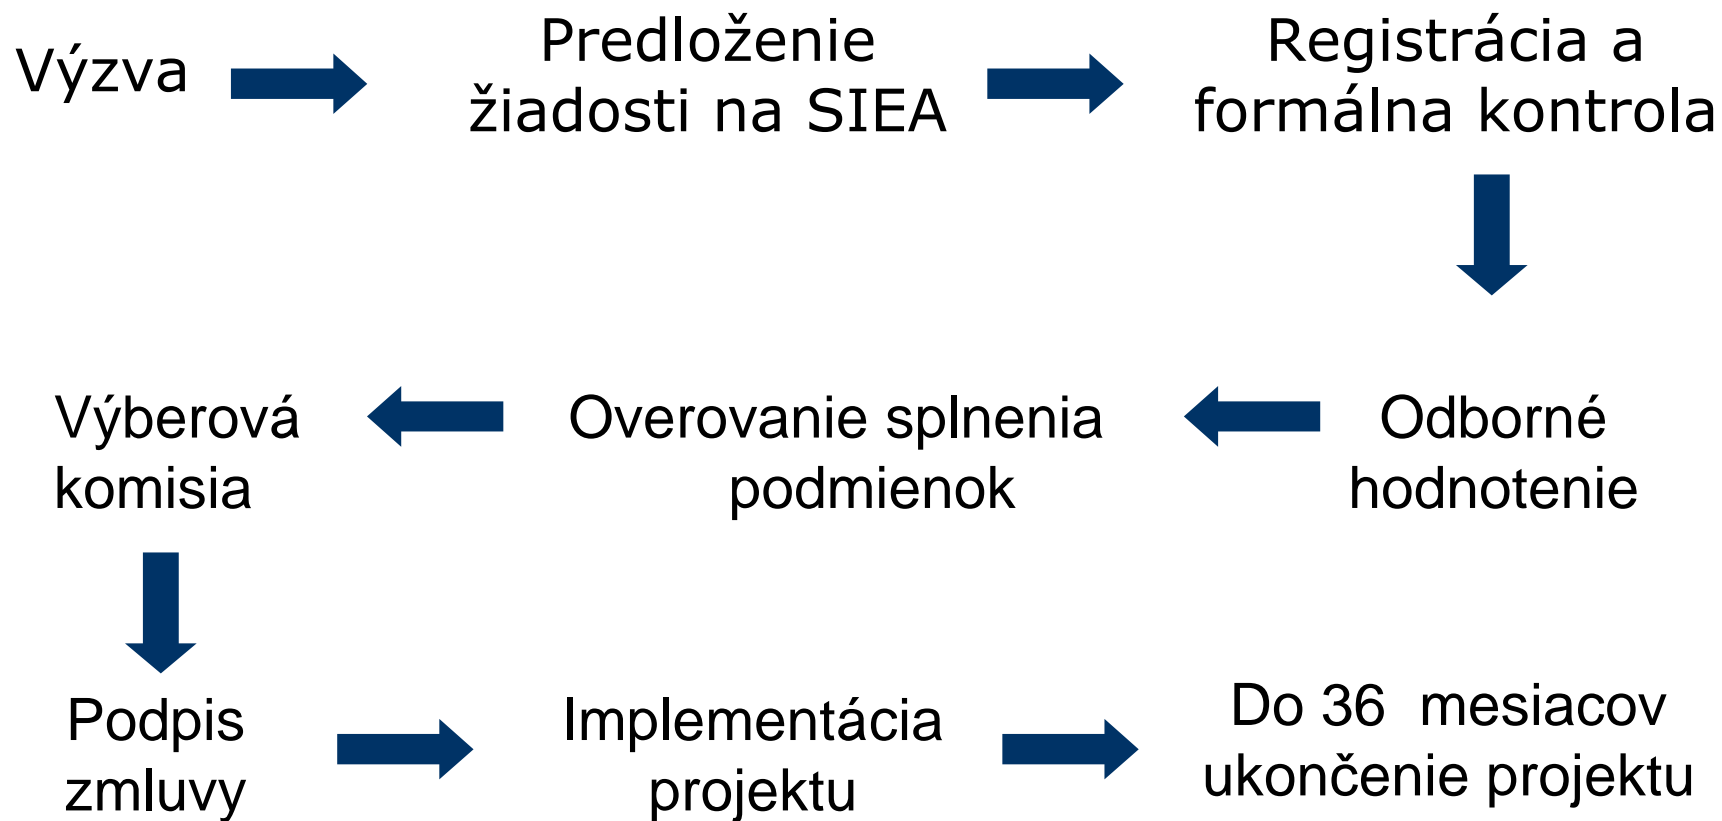 Výzva
Predloženie
žiadosti na SIEA
Registrácia a
formálna kontrola
Odborné
hodnotenie
Overovanie splnenia
podmienok
Výberová
komisia
Podpis
zmluvy
Implementácia
projektu
Do 36  mesiacov
ukončenie projektu